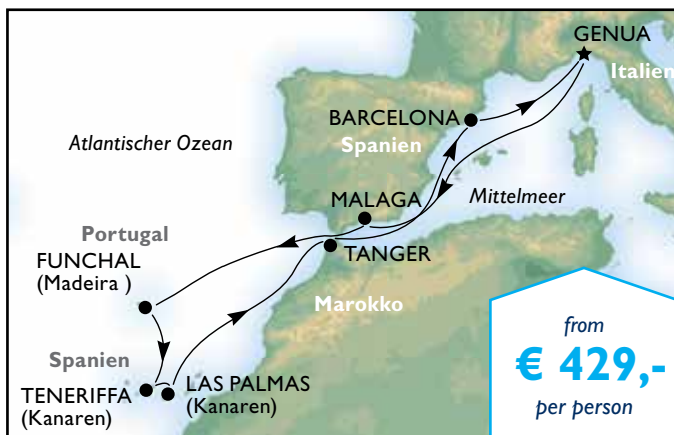 GENUA
Italien
BARCELONA
Spanien
Atlantischer Ozean
MALAGA
Mittelmeer
Portugal
FUNCHAL
(Madeira )
TANGER
Marokko
Spanien
TENERIFFA
(Kanaren)
LAS PALMAS
(Kanaren)
from
€ 429,-
per person